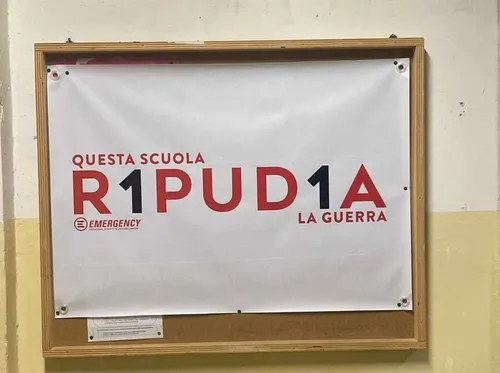 QUESTA SCUOLA
R1PUD1A
LA GUERRA
EMERGENCY